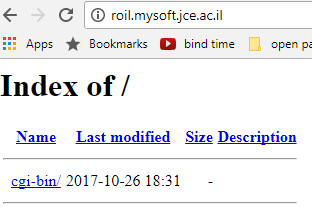 roil.mysoft.jce.ac.il
Apps Bookmarks bind time open pa
Index of /
Name Last modified Size Description
cgi-bin/ 2017-10-26 18:31 -